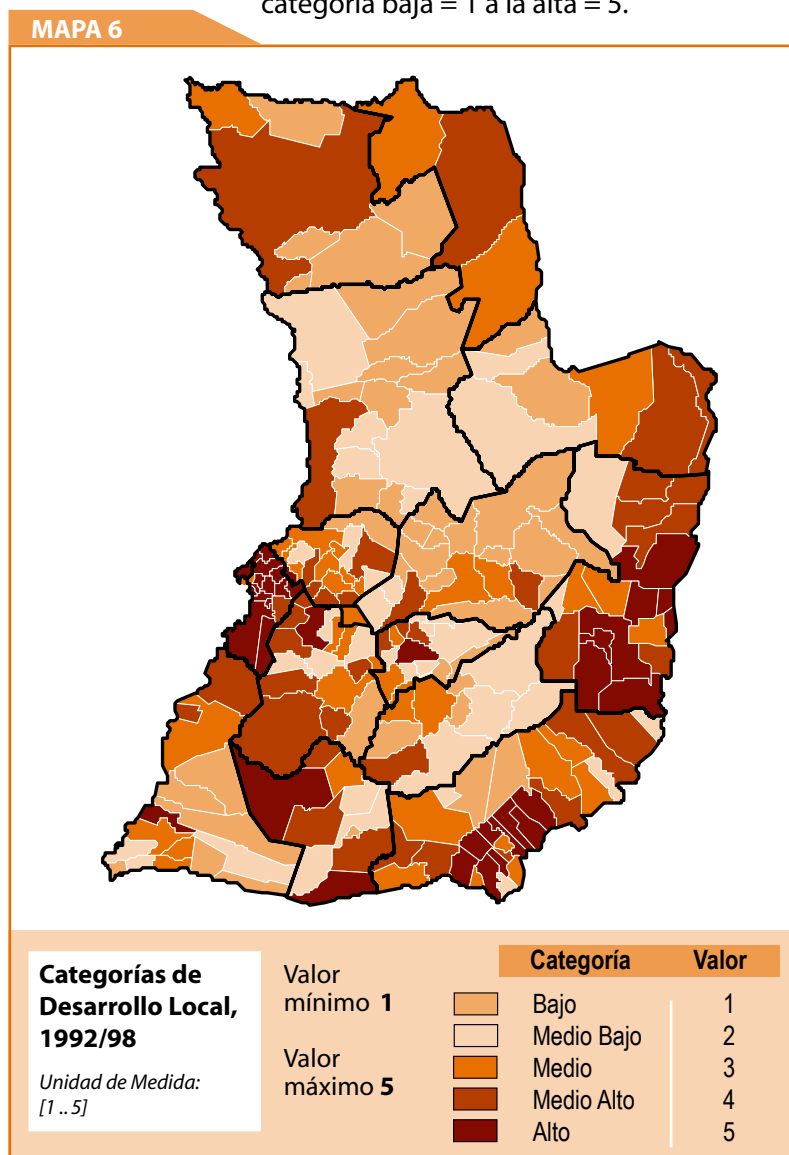 categoría baja = 1 a la alta = 5.
MAPA 6
Categorías de
Desarrollo Local,
1992/98
Unidad de Medida:
[1 .. 5]
Valor
mínimo 1
Valor
máximo 5
Categoría Valor
Bajo 1
Medio Bajo 2
Medio 3
Medio Alto 4
Alto 5